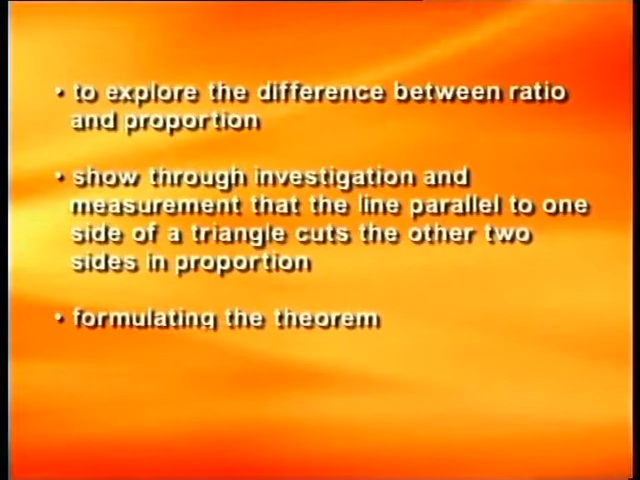 • to explore the difference between ratio
and proportion
• show through investigation and
measurement that the line parallel to one
side of a triangle cuts the other two
sides in proportion
• formulating the theorem